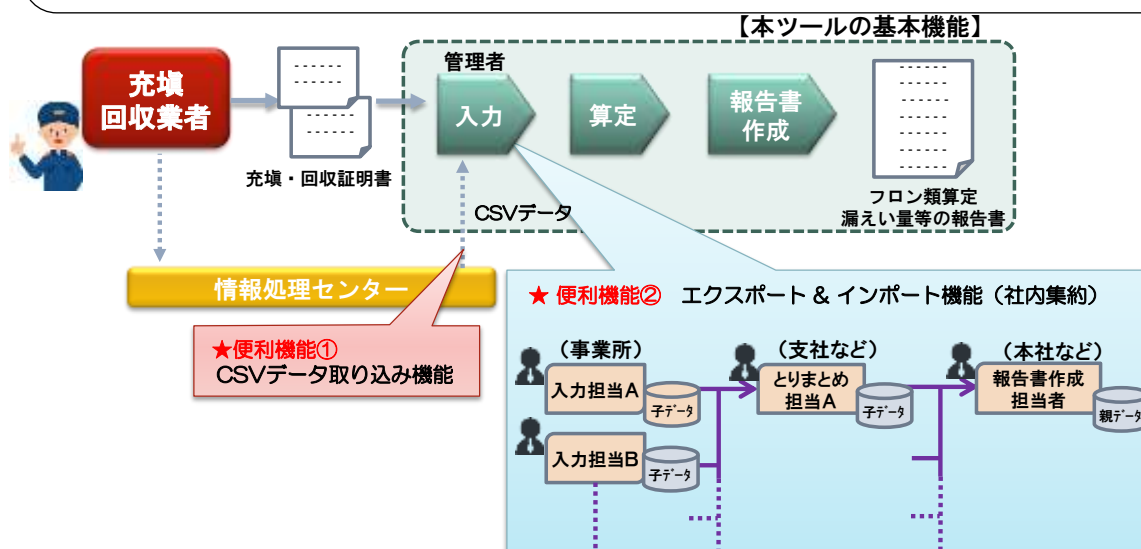 【本ツールの基本機能】
充塡
回収業者
充塡・回収証明書
管理者
入力
算定
報告書
作成
フロン類算定
漏えい量等の報告書
CSVデータ
情報処理センター
★便利機能①
CSVデータ取り込み機能
★ 便利機能② エクスポート & インポート機能（社内集約）
（事業所）
（支社など）
（本社など）
入力担当A
子データ
とりまとめ
担当A
子データ
報告書作成
担当者
親データ
入力担当B
子データ